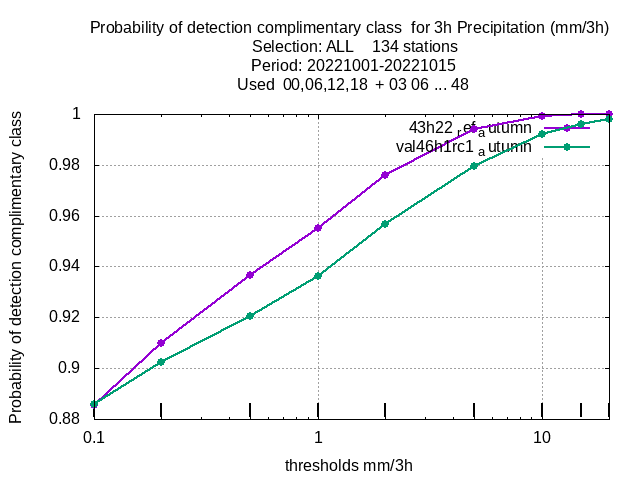 Probability of detection complimentary class  for 3h Precipitation (mm/3h)
Selection: ALL    134 stations
Period: 20221001-20221015
Used  00,06,12,18  + 03 06 ... 48
Probability of detection complimentary class
1
0.98
0.96
0.94
0.92
0.9
0.88
0.1
1
10
thresholds mm/3h
43h22_ref_autumn
val46h1rc1_autumn